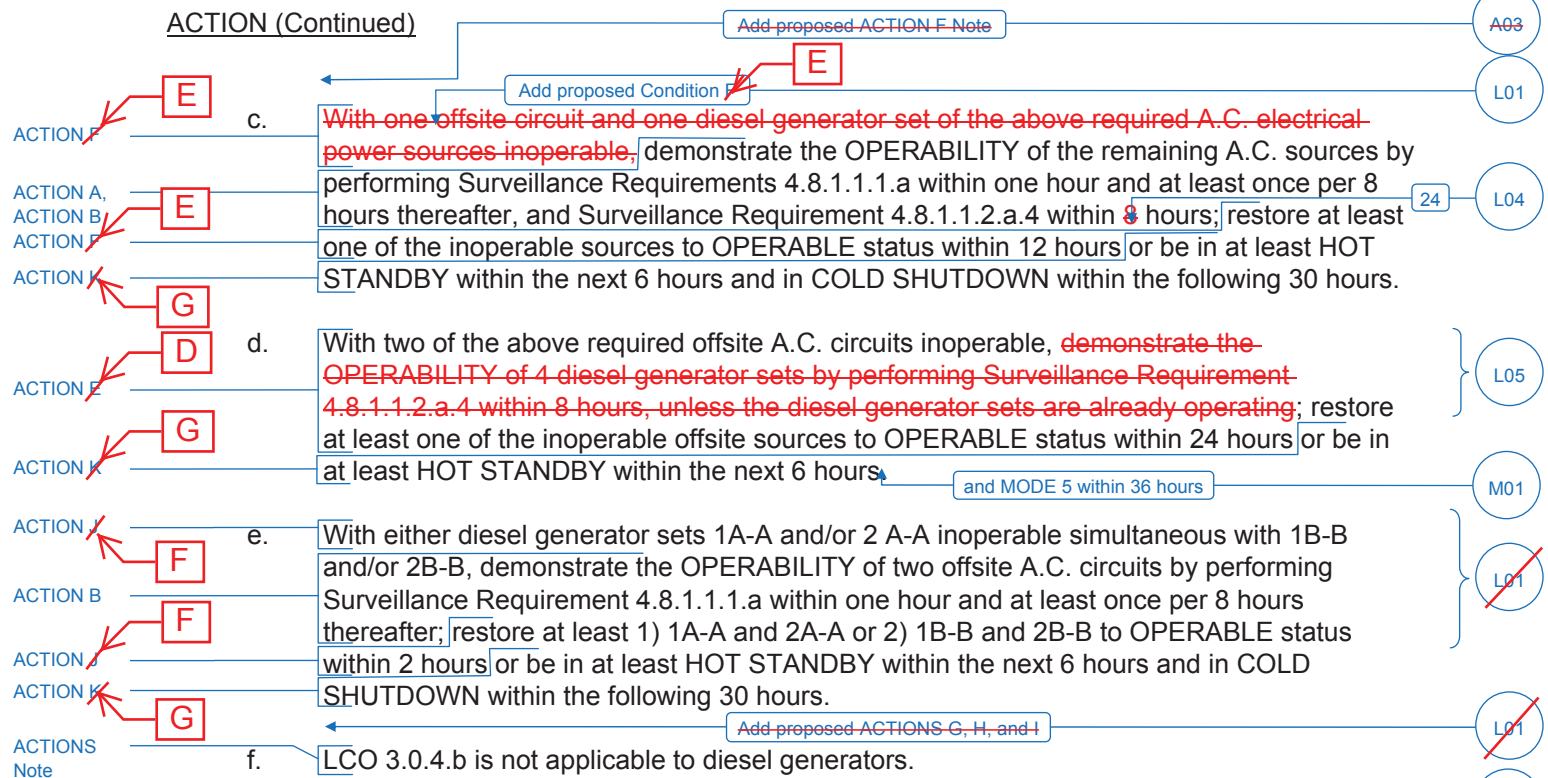 ACTION (Continued)
Add proposed ACTION F Note
A03
E
Add proposed Condition F
L01
E
ACTION F
c. With one offsite circuit and one diesel generator set of the above required A.C. electrical
power sources inoperable, demonstrate the OPERABILITY of the remaining A.C. sources by
ACTION A,
performing Surveillance Requirements 4.8.1.1.1.a within one hour and at least once per 8
ACTION B
E
hours thereafter, and Surveillance Requirement 4.8.1.1.2.a.4 within 8 hours; restore at least
24
L04
ACTION F
one of the inoperable sources to OPERABLE status within 12 hours or be in at least HOT
ACTION K
STANDBY within the next 6 hours and in COLD SHUTDOWN within the following 30 hours.
G
D
d. With two of the above required offsite A.C. circuits inoperable, demonstrate the
ACTION E
OPERABILITY of 4 diesel generator sets by performing Surveillance Requirement
L05
4.8.1.1.2.a.4 within 8 hours, unless the diesel generator sets are already operating; restore
G
at least one of the inoperable offsite sources to OPERABLE status within 24 hours or be in
ACTION K
at least HOT STANDBY within the next 6 hours.
and MODE 5 within 36 hours
M01
ACTION J
e. With either diesel generator sets 1A-A and/or 2 A-A inoperable simultaneous with 1B-B
F
and/or 2B-B, demonstrate the OPERABILITY of two offsite A.C. circuits by performing
L01
ACTION B
Surveillance Requirement 4.8.1.1.1.a within one hour and at least once per 8 hours
F
thereafter; restore at least 1) 1A-A and 2A-A or 2) 1B-B and 2B-B to OPERABLE status
ACTION J
within 2 hours or be in at least HOT STANDBY within the next 6 hours and in COLD
ACTION K
SHUTDOWN within the following 30 hours.
G
Add proposed ACTIONS G, H, and I
L01
ACTIONS
Note
f. LCO 3.0.4.b is not applicable to diesel generators.